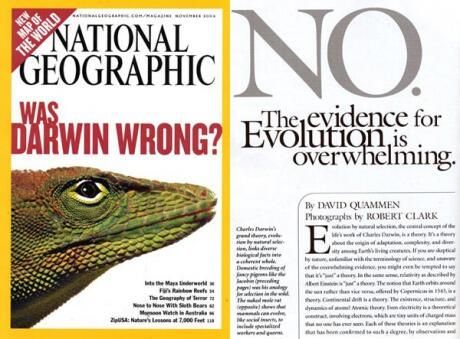 NEW
MAP OF
THE WORLD
NATIONALGEOGRAPHIC.COM/MAGAZINE NOVEMBER 2004
NATIONAL
GEOGRAPHIC
WAS
DARWIN WRONG?
Into the Maya Underworld 36
Fiji's Rainbow Reefs 54
The Geography of Terror 72
Nose to Nose With Sloth Bears 82
Monsoon Watch in Australia 96
ZipUSA: Nature's Lessons at 7,000 Feet 118
NO.
The evidence for
Evolution is
overwhelming.
By DAVID QUAMMEN
Photographs by ROBERT CLARK
Charles Darwin's
grand theory, evolu-
tion by natural selec-
tion, links diverse
biological facts into
a coherent whole.
Domestic breeding of
fancy pigeons like the
Jacobin (preceding
pages) was his analogy
for selection in the wild.
The naked mole rat
(opposite) shows that
mammals can evolve,
like social insects, to
include specialized
workers and queens.
Evolution by natural selection, the central concept of the
life's work of Charles Darwin, is a theory. It's a theory
about the origin of adaptation, complexity, and diver-
sity among Earth's living creatures. If you are skeptical
by nature, unfamiliar with the terminology of science, and unaware
of the overwhelming evidence, you might even be tempted to say
that it's "just" a theory. In the same sense, relativity as described by
Albert Einstein is "just" a theory. The notion that Earth orbits around
the sun rather than vice versa, offered by Copernicus in 1543, is a
theory. Continental drift is a theory. The existence, structure, and
dynamics of atoms? Atomic theory. Even electricity is a theoretical
construct, involving electrons, which are tiny units of charged mass
that no one has ever seen. Each of these theories is an explanation
that has been confirmed to such a degree, by observation and